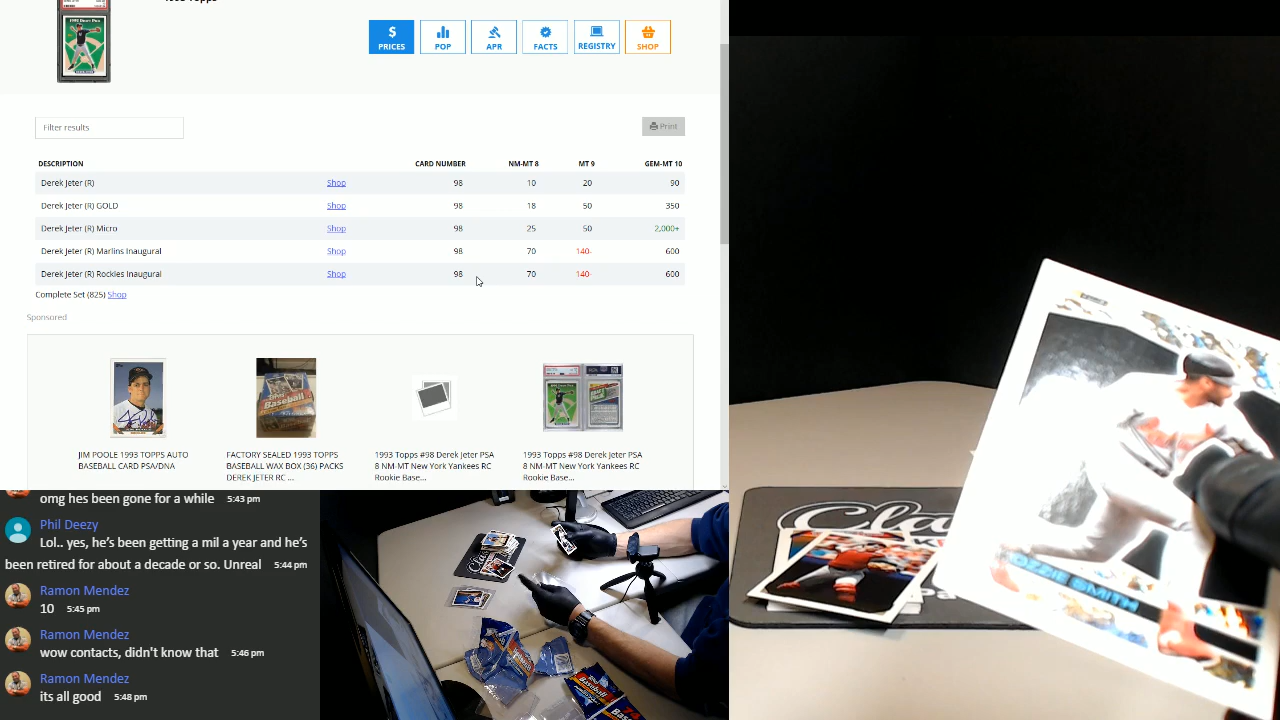 PRICES
POP
APR
FACTS
REGISTRY
SHOP
Filter results
Print
DESCRIPTION CARD NUMBER NM-MT 8 MT 9 GEM-MT 10
Derek Jeter (R) Shop 98 10 20 90
Derek Jeter (R) GOLD Shop 98 18 50 350
Derek Jeter (R) Micro Shop 98 25 50 2,000+
Derek Jeter (R) Marlins Inaugural Shop 98 70 140- 600
Derek Jeter (R) Rockies Inaugural Shop 98 70 140- 600
Complete Set (825) Shop
Sponsored
JIM POOLE 1993 TOPPS AUTO
BASEBALL CARD PSA/DNA
FACTORY SEALED 1993 TOPPS
BASEBALL WAX BOX (36) PACKS
DEREK JETER RC ...
1993 Topps #98 Derek Jeter PSA
8 NM-MT New York Yankees RC
Rookie Base...
1993 Topps #98 Derek Jeter PSA
8 NM-MT New York Yankees RC
Rookie Base...
omg hes been gone for a while 5:43 pm
Phil Deezy
Lol.. yes, he's been getting a mil a year and he's
been retired for about a decade or so. Unreal 5:44 pm
Ramon Mendez
10 5:45 pm
Ramon Mendez
wow contacts, didn't know that 5:46 pm
Ramon Mendez
its all good 5:48 pm
OZZIE SMITH
Baseball